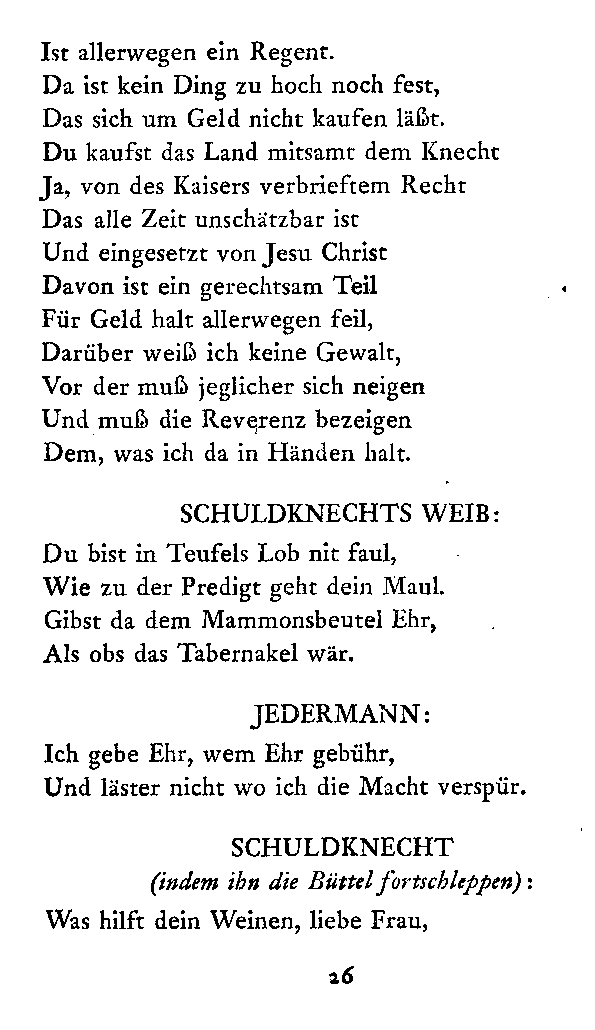 Ist allerwegen ein Regent.
Da ist kein Ding zu hoch noch fest,
Das sich um Geld nicht kaufen läßt.
Du kaufst das Land mitsamt dem Knecht
Ja, von des Kaisers verbrieftem Recht
Das alle Zeit unschätzbar ist
Und eingesetzt von Jesu Christ
Davon ist ein gerechtsam Teil
Für Geld halt allerwegen feil,
Darüber weiß ich keine Gewalt,
Vor der muß jeglicher sich neigen
Und muß die Reverenz bezeigen
Dem, was ich da in Händen halt.
SCHULDKNECHTS WEIB:
Du bist in Teufels Lob nit faul,
Wie zu der Predigt geht dein Maul.
Gibst da dem Mammonsbeutel Ehr,
Als obs das Tabernakel wär.
JEDERMANN:
Ich gebe Ehr, wem Ehr gebühr,
Und läster nicht wo ich die Macht verspür.
SCHULDKNECHT
(indem ihn die Büttel fortschleppen):
Was hilft dein Weinen, liebe Frau,
26